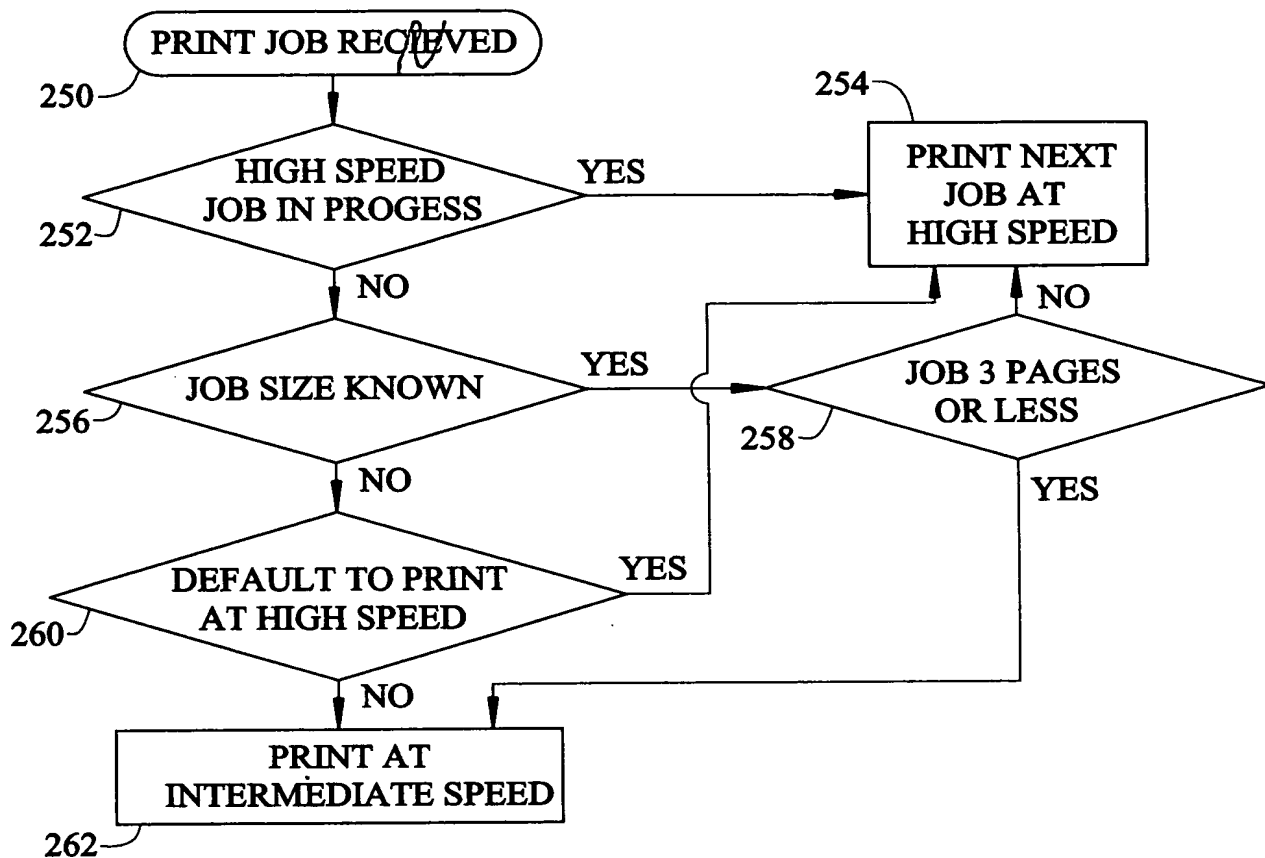 PRINT JOB RECIEVED
250
HIGH SPEED
JOB IN PROGESS
252
YES
254
PRINT NEXT
JOB AT
HIGH SPEED
NO
JOB SIZE KNOWN
256
YES
NO
JOB 3 PAGES
OR LESS
258
NO
YES
DEFAULT TO PRINT
AT HIGH SPEED
260
YES
NO
PRINT AT
INTERMEDIATE SPEED
262